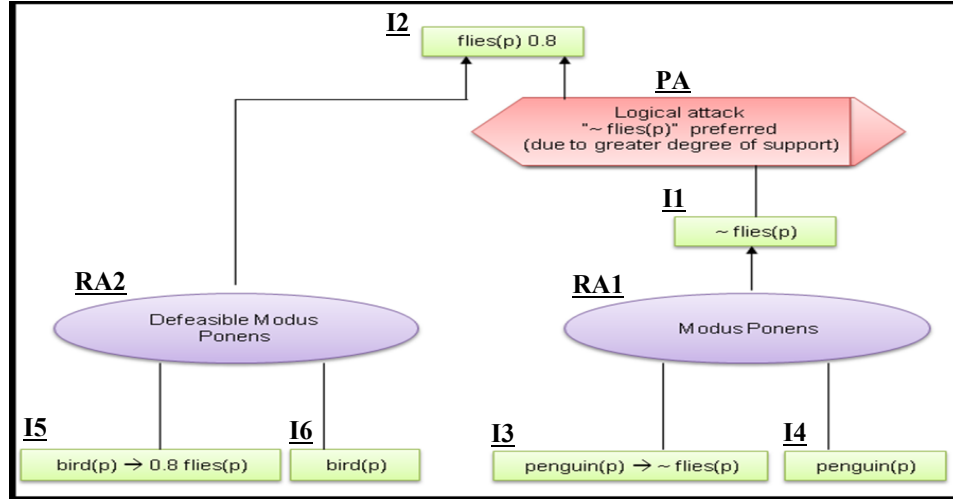 I2
flies(p) 0.8
PA
Logical attack
"~ flies(p)" preferred
(due to greater degree of support)
I1
~ flies(p)
RA2
Defeasible Modus
Ponens
RA1
Modus Ponens
I5
bird(p) → 0.8 flies(p)
I6
bird(p)
I3
penguin(p) → ~ flies(p)
I4
penguin(p)